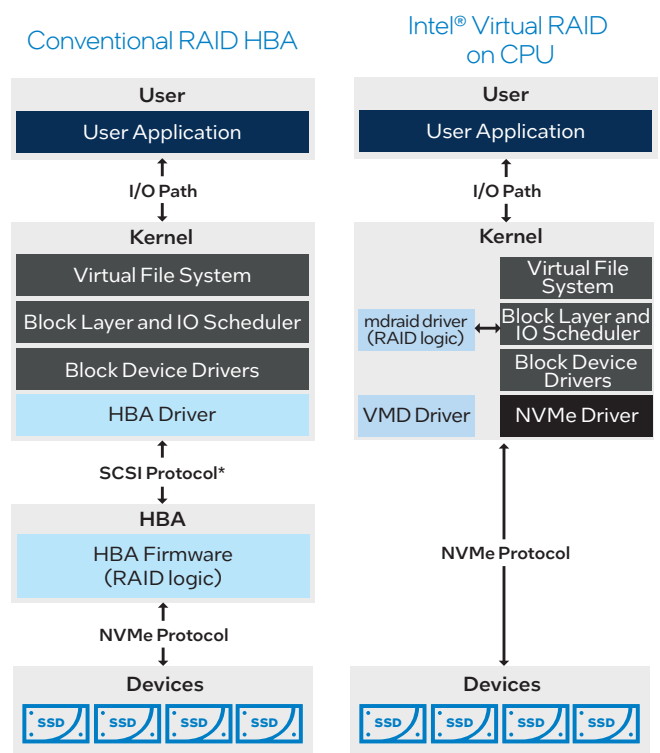 Conventional RAID HBA
User
User Application
I/O Path
Kernel
Virtual File System
Block Layer and IO Scheduler
Block Device Drivers
HBA Driver
SCSI Protocol*
HBA
HBA Firmware
(RAID logic)
NVMe Protocol
Devices
SSD SSD SSD SSD
Intel® Virtual RAID
on CPU
User
User Application
I/O Path
Kernel
Virtual File
System
mdraid driver
(RAID logic)
Block Layer and
IO Scheduler
Block Device
Drivers
VMD Driver
NVMe Driver
NVMe Protocol
Devices
SSD SSD SSD SSD